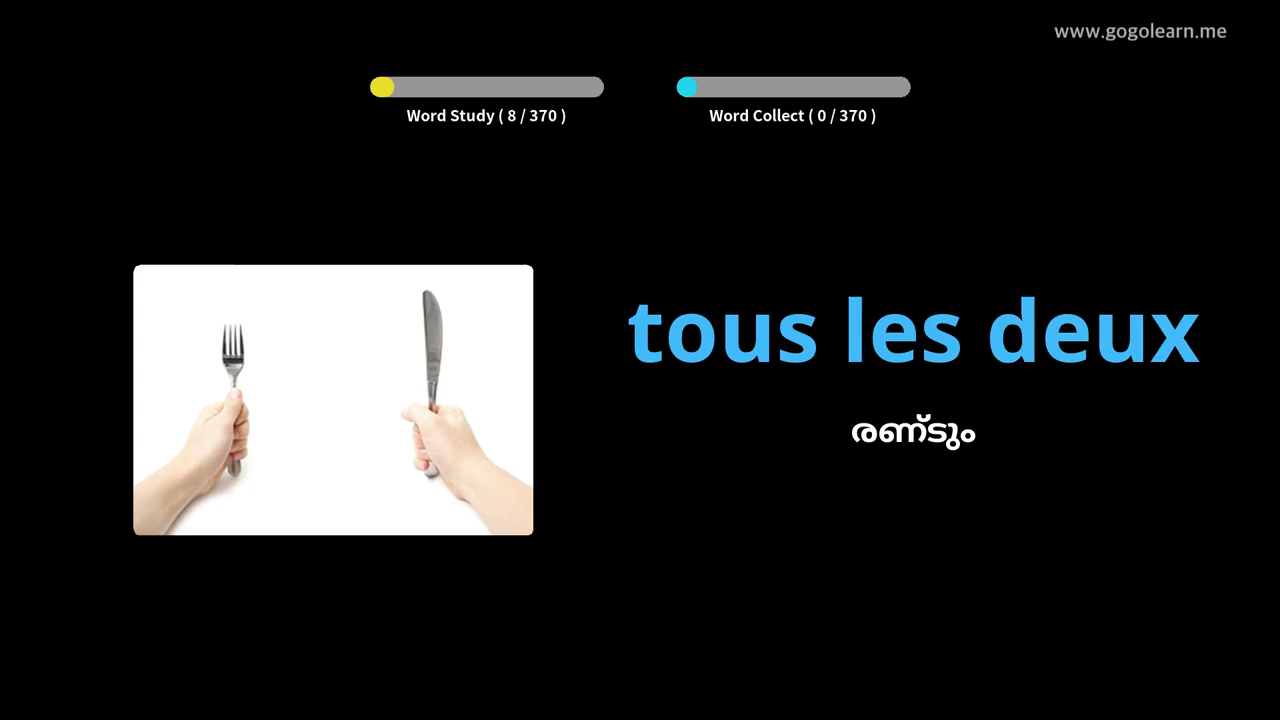 www.gogolearn.me
Word Study ( 8 / 370 )
Word Collect ( 0 / 370 )
tous les deux
രണ്ടും